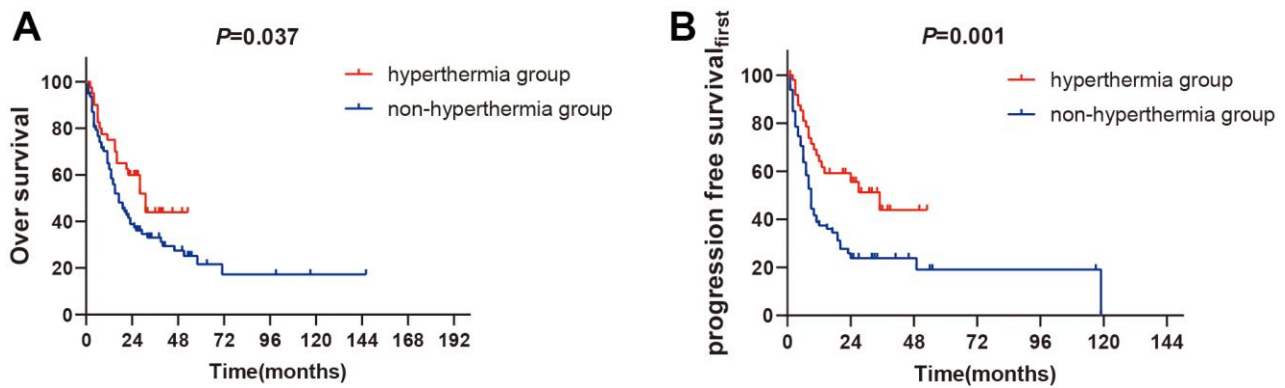 A
P=0.037
hyperthermia group
non-hyperthermia group
Over survival
100
80
60
40
20
0
0 24 48 72 96 120 144 168 192
Time(months)
B
P=0.001
hyperthermia group
non-hyperthermia group
progression free survivalfirst
100
80
60
40
20
0
0 24 48 72 96 120 144
Time(months)